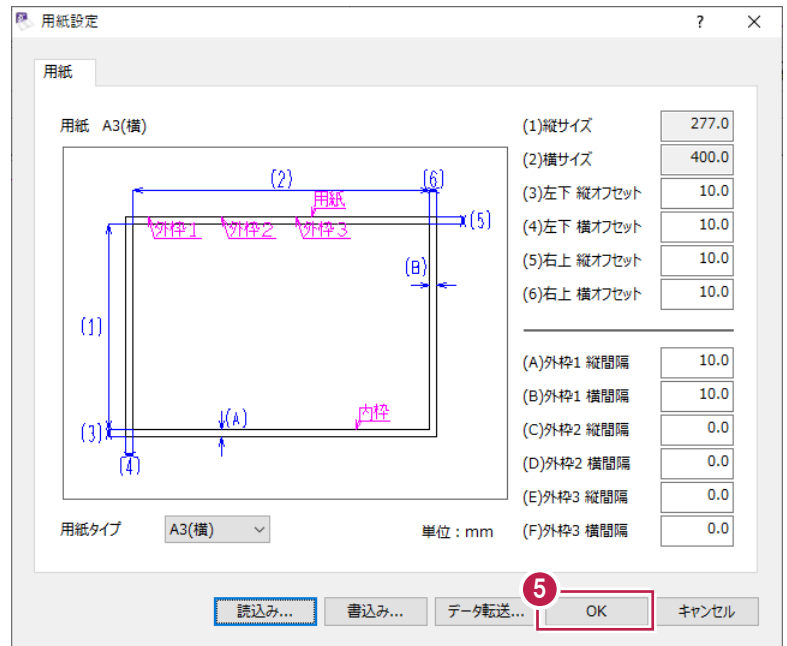 用紙設定
? ×
用紙
用紙 A3(横)
(1)縦サイズ 277.0
(2)横サイズ 400.0
(3)左下 縦オフセット 10.0
(4)左下 横オフセット 10.0
(5)右上 縦オフセット 10.0
(6)右上 横オフセット 10.0
(A)外枠1 縦間隔 10.0
(B)外枠1 横間隔 10.0
(C)外枠2 縦間隔 0.0
(D)外枠2 横間隔 0.0
(E)外枠3 縦間隔 0.0
(F)外枠3 横間隔 0.0
(2)
(6)
用紙
(5)
外枠1 外枠2 外枠3
(B)
(1)
内枠
(A)
(3)
(4)
用紙タイプ A3(横) 単位：mm
5
読込み... 書込み... データ転送... OK キャンセル